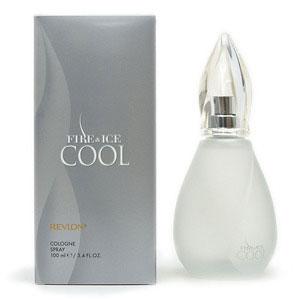 FIRE & ICE
COOL
REVLON®
COLOGNE
SPRAY
100 ml e / 3.4 FL. OZ.
FIRE & ICE
COOL